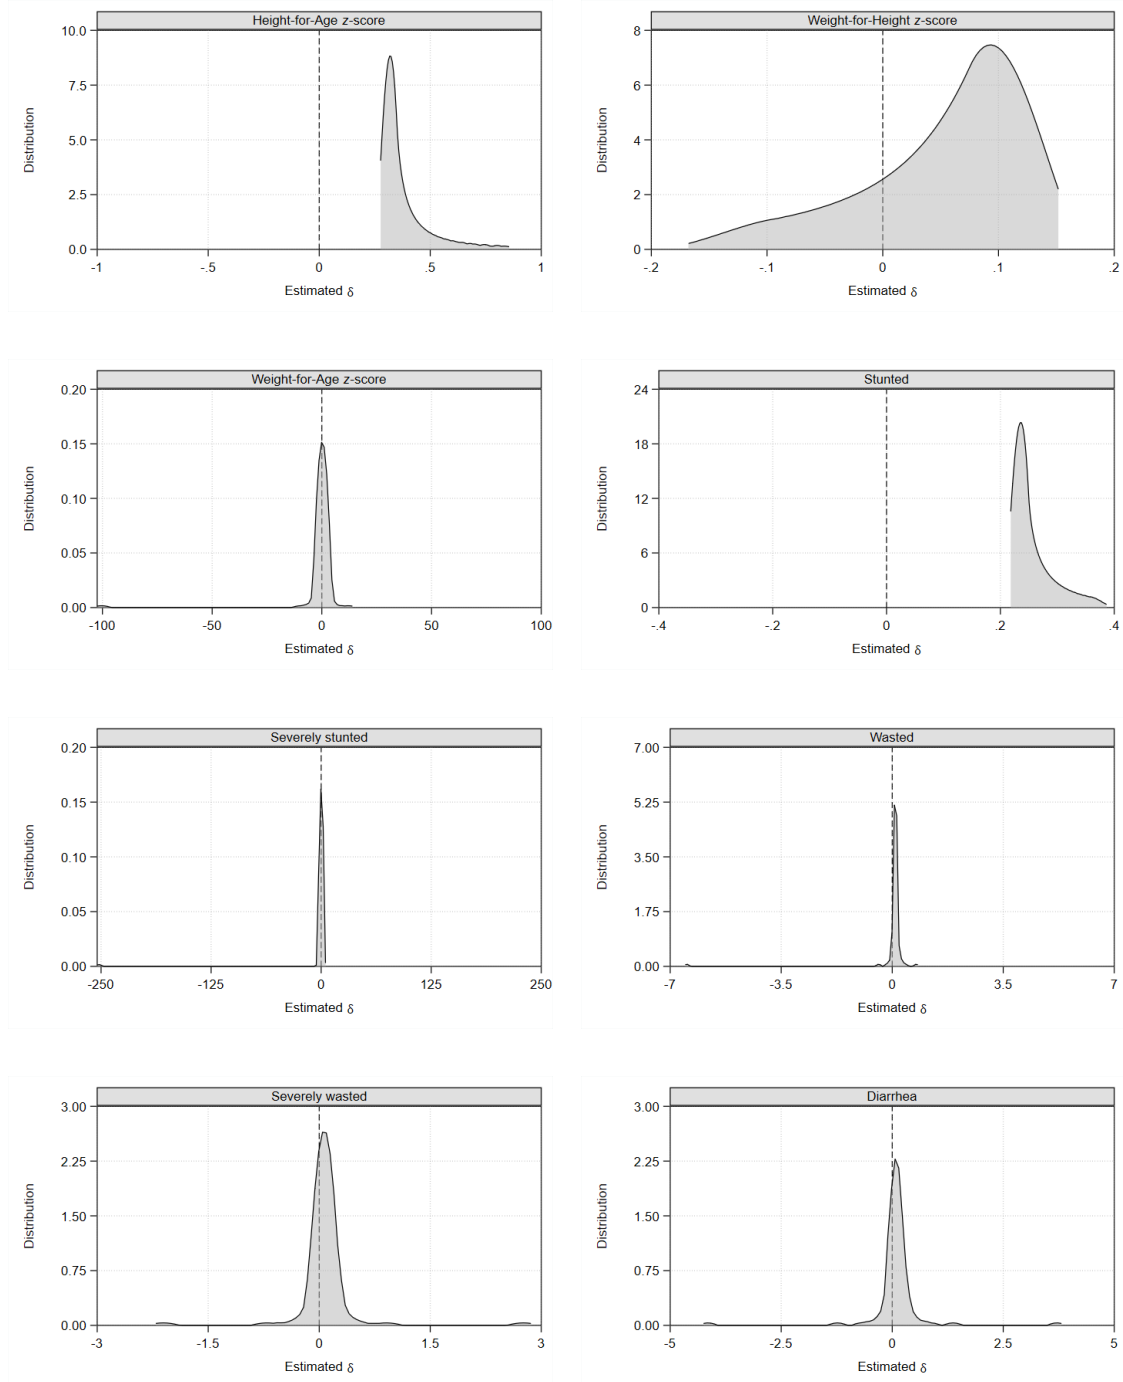 Height-for-Age z-score
10.0
7.5
5.0
2.5
0.0
Distribution
-1 -.5 0 .5 1
Estimated δ
Weight-for-Height z-score
8
6
4
2
0
Distribution
-.2 -.1 0 .1 .2
Estimated δ
Weight-for-Age z-score
0.20
0.15
0.10
0.05
0.00
Distribution
-100 -50 0 50 100
Estimated δ
Stunted
24
18
12
6
0
Distribution
-.4 -.2 0 .2 .4
Estimated δ
Severely stunted
0.20
0.15
0.10
0.05
0.00
Distribution
-250 -125 0 125 250
Estimated δ
Wasted
7.00
5.25
3.50
1.75
0.00
Distribution
-7 -3.5 0 3.5 7
Estimated δ
Severely wasted
3.00
2.25
1.50
0.75
0.00
Distribution
-3 -1.5 0 1.5 3
Estimated δ
Diarrhea
3.00
2.25
1.50
0.75
0.00
Distribution
-5 -2.5 0 2.5 5
Estimated δ